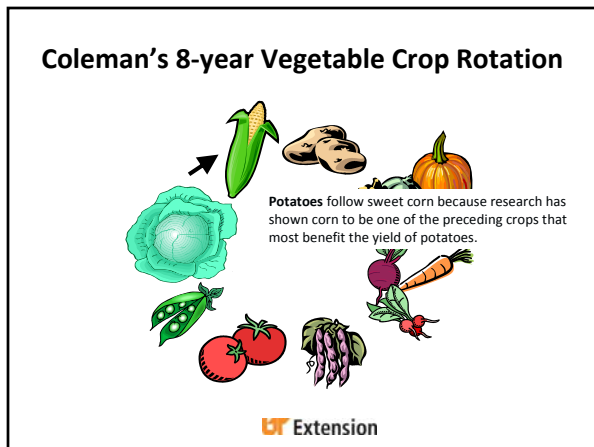 Coleman's 8-year Vegetable Crop Rotation
Potatoes follow sweet corn because research has
shown corn to be one of the preceding crops that
most benefit the yield of potatoes.
UT Extension